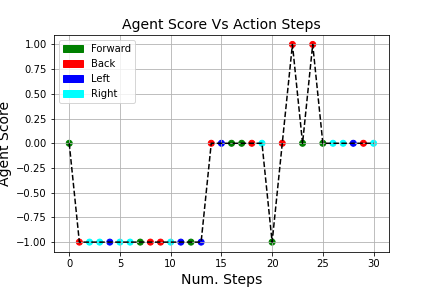 Agent Score Vs Action Steps
1.00
0.75
0.50
0.25
0.00
−0.25
−0.50
−0.75
−1.00
Agent Score
Forward
Back
Left
Right
0 5 10 15 20 25 30
Num. Steps